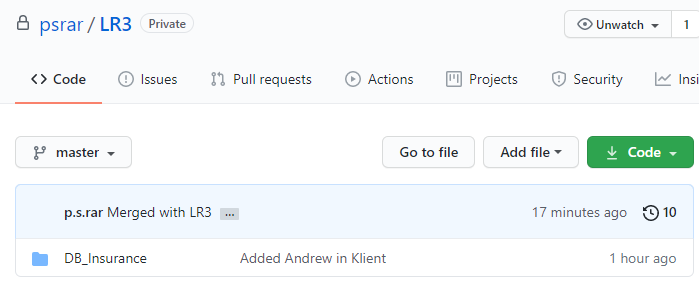 psrar / LR3 Private Unwatch 1
Code Issues Pull requests Actions Projects Security Insi
master Go to file Add file Code
p.s.rar Merged with LR3 ... 17 minutes ago 10
DB_Insurance Added Andrew in Klient 1 hour ago